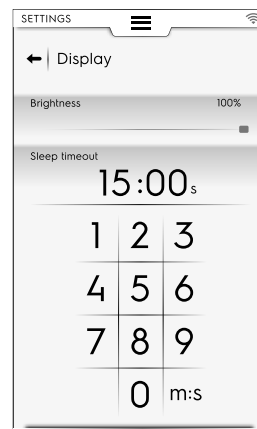 SETTINGS
Display
Brightness 100%
Sleep timeout
15:00s
1 2 3
4 5 6
7 8 9
0 m:s